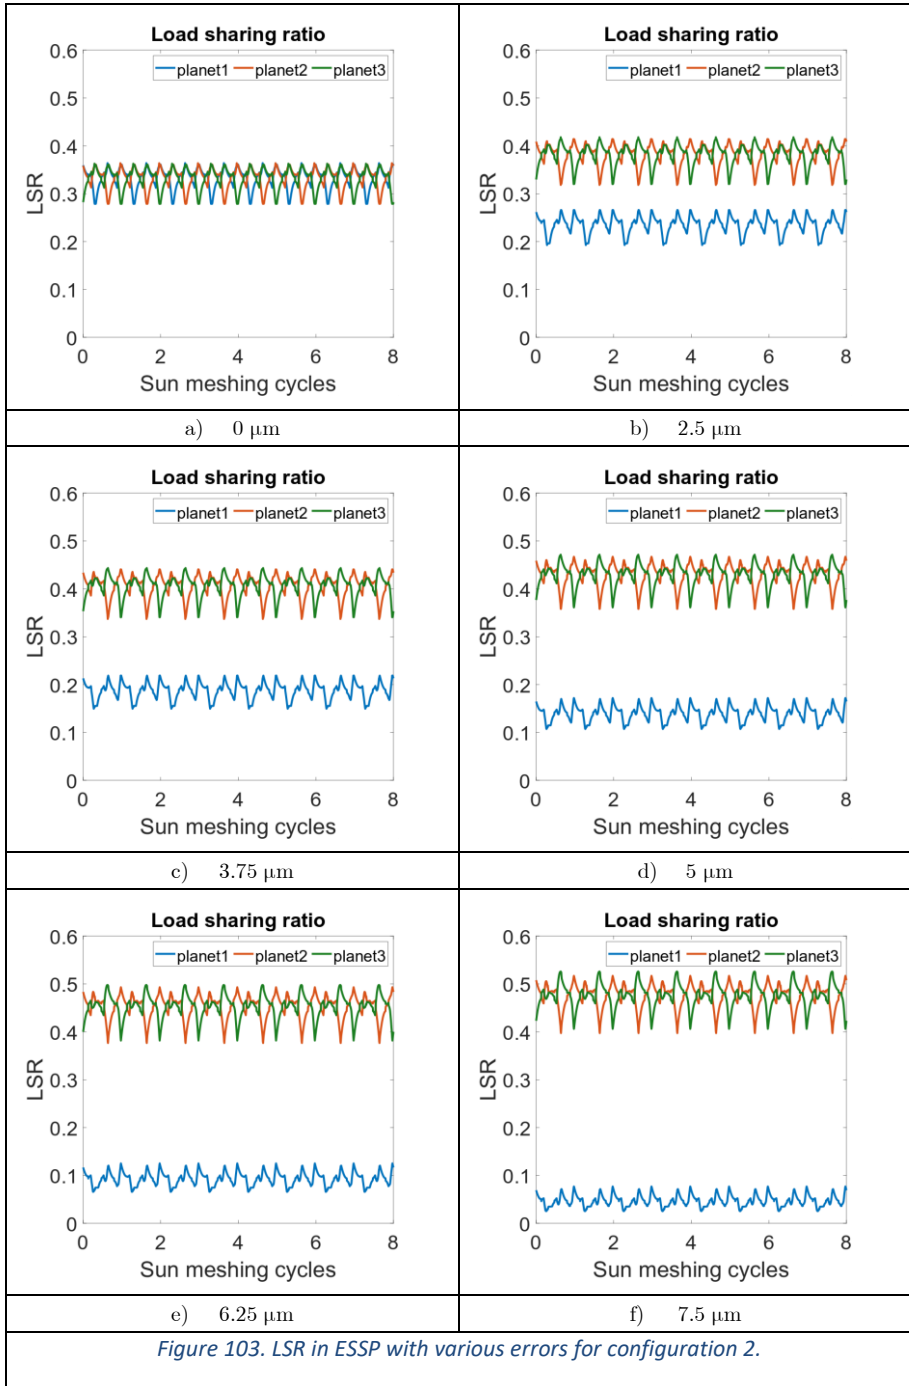 Load sharing ratio
planet1 planet2 planet3
0.6
0.5
0.4
0.3
0.2
0.1
0
LSR
0 2 4 6 8
Sun meshing cycles
a) 0 μm
Load sharing ratio
planet1 planet2 planet3
0.6
0.5
0.4
0.3
0.2
0.1
0
LSR
0 2 4 6 8
Sun meshing cycles
b) 2.5 μm
Load sharing ratio
planet1 planet2 planet3
0.6
0.5
0.4
0.3
0.2
0.1
0
LSR
0 2 4 6 8
Sun meshing cycles
c) 3.75 μm
Load sharing ratio
planet1 planet2 planet3
0.6
0.5
0.4
0.3
0.2
0.1
0
LSR
0 2 4 6 8
Sun meshing cycles
d) 5 μm
Load sharing ratio
planet1 planet2 planet3
0.6
0.5
0.4
0.3
0.2
0.1
0
LSR
0 2 4 6 8
Sun meshing cycles
e) 6.25 μm
Load sharing ratio
planet1 planet2 planet3
0.6
0.5
0.4
0.3
0.2
0.1
0
LSR
0 2 4 6 8
Sun meshing cycles
f) 7.5 μm
Figure 103. LSR in ESSP with various errors for configuration 2.